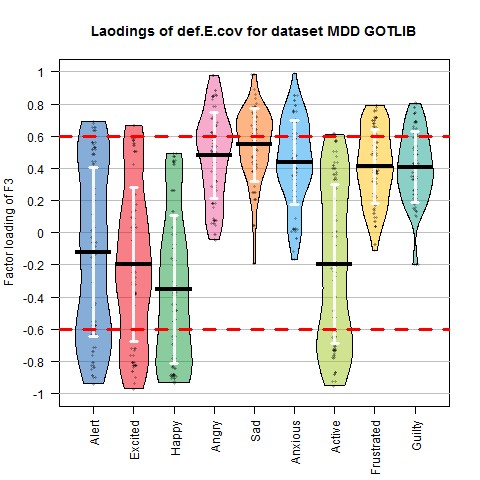 Laodings of def.E.cov for dataset MDD GOTLIB
Factor loading of F3
1
0.8
0.6
0.4
0.2
0
-0.2
-0.4
-0.6
-0.8
-1
Alert
Excited
Happy
Angry
Sad
Anxious
Active
Frustrated
Guilty